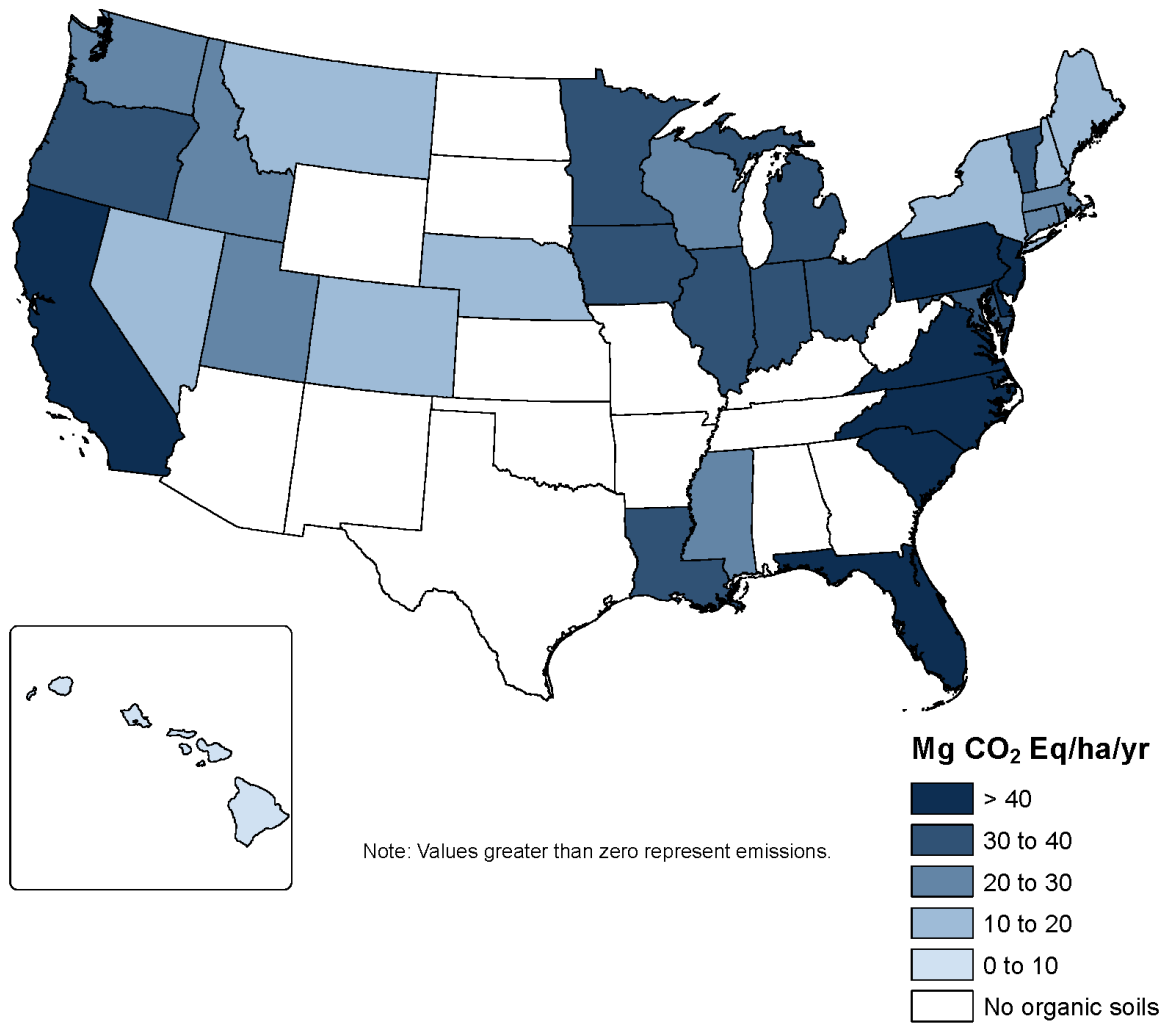 Mg CO₂ Eq/ha/yr
> 40
30 to 40
20 to 30
10 to 20
0 to 10
No organic soils
Note: Values greater than zero represent emissions.